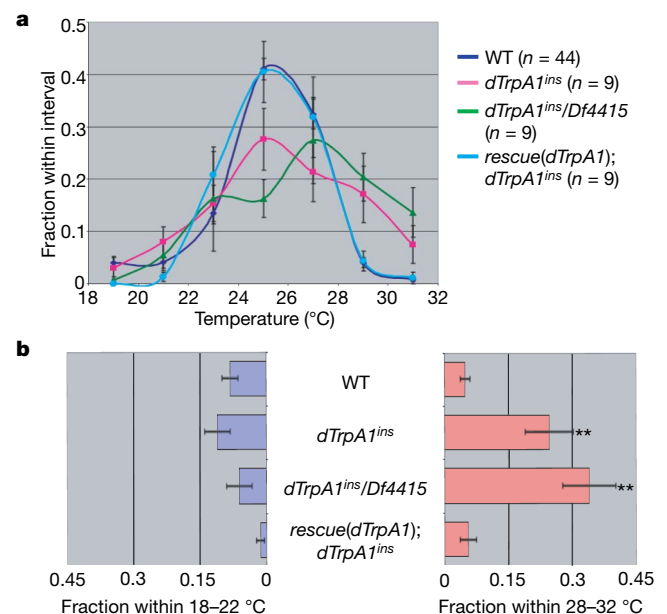 a
Fraction within interval
0.5
0.4
0.3
0.2
0.1
0
18 20 22 24 26 28 30 32
Temperature (°C)
WT (n = 44)
dTrpA1ins (n = 9)
dTrpA1ins/Df4415
(n = 9)
rescue(dTrpA1);
dTrpA1ins (n = 9)
b
WT
dTrpA1ins
**
dTrpA1ins/Df4415
**
rescue(dTrpA1);
dTrpA1ins
0.45 0.3 0.15 0
0 0.15 0.3 0.45
Fraction within 18–22 °C
Fraction within 28–32 °C